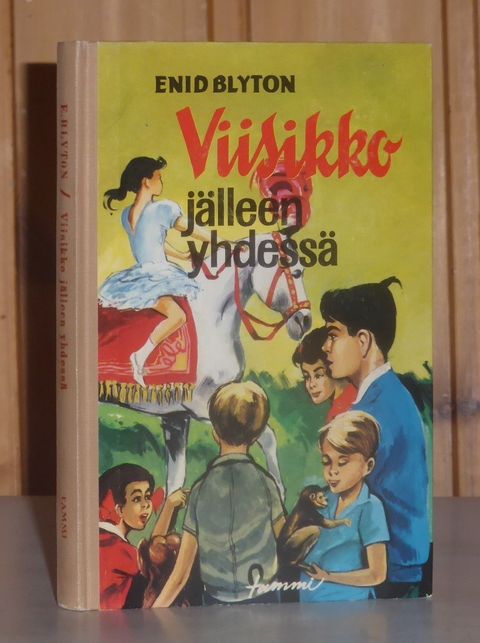 ENID BLYTON
Viisikko
jälleen
yhdessä
tammi
E. BLYTON / Viisikko jälleen yhdessä
TAMMI